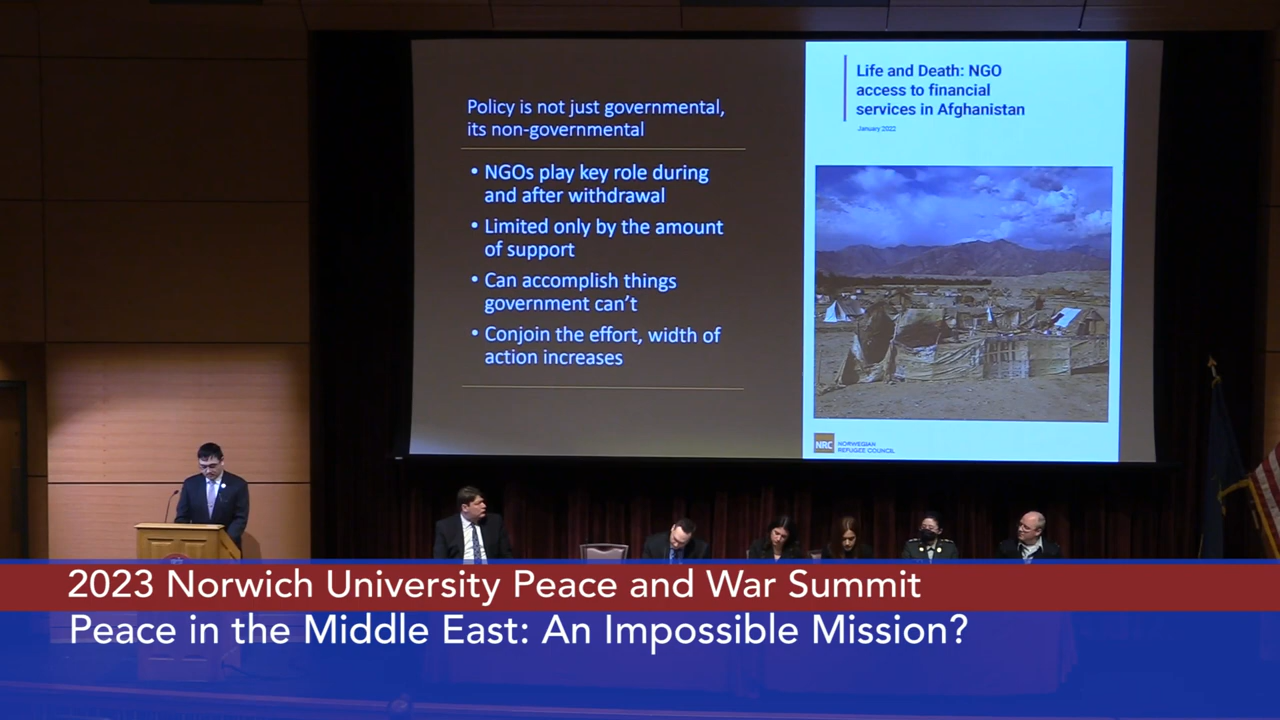 Policy is not just governmental,
its non-governmental
• NGOs play key role during
and after withdrawal
• Limited only by the amount
of support
• Can accomplish things
government can't
• Conjoin the effort, width of
action increases
Life and Death: NGO
access to financial
services in Afghanistan
January 2022
NRC
NORWEGIAN
REFUGEE COUNCIL
2023 Norwich University Peace and War Summit
Peace in the Middle East: An Impossible Mission?